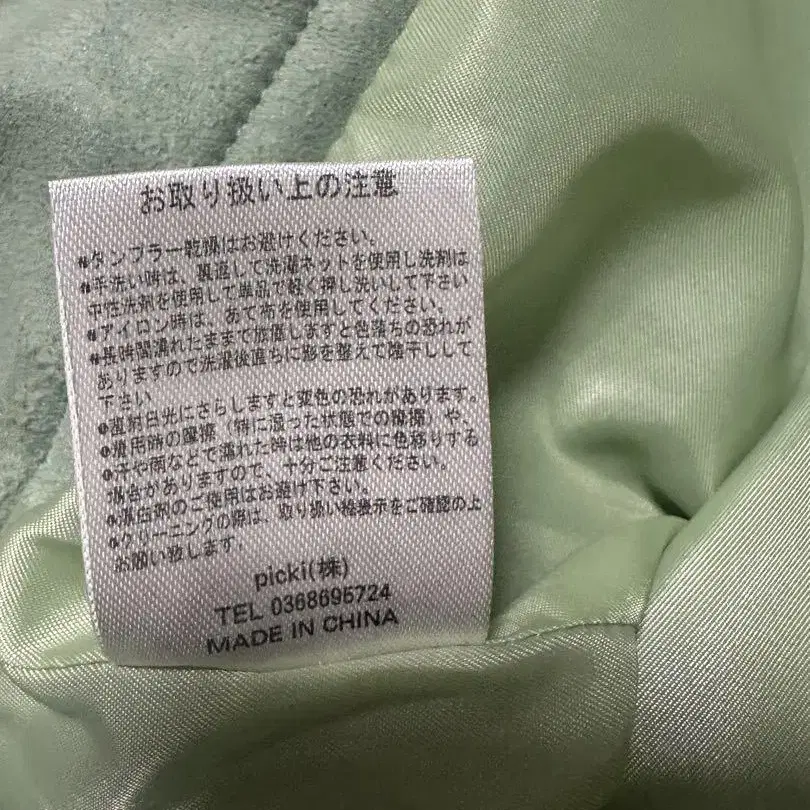 お取り扱い上の注意
●タンブラー乾燥はお避けください。
●手洗い時は、裏返して洗濯ネットを使用し洗剤は
中性洗剤を使用して単品で軽く押し洗いして下さい
●アイロン時は、あて布を使用してください。
●長時間濡れたままで放置しますと色落ちの恐れが
ありますので洗濯後直ちに形を整えて陰干しして
下さい
●直射日光にさらしますと変色の恐れがあります。
●着用時の摩擦（特に湿った状態での摩擦）や、
●汗や雨などで濡れた時は他の衣料に色移りする
場合がありますので、十分ご注意ください。
●漂白剤のご使用はお避け下さい。
●クリーニングの際は、取り扱い絵表示をご確認の上
お願い致します。
picki(株)
TEL 0368695724
MADE IN CHINA